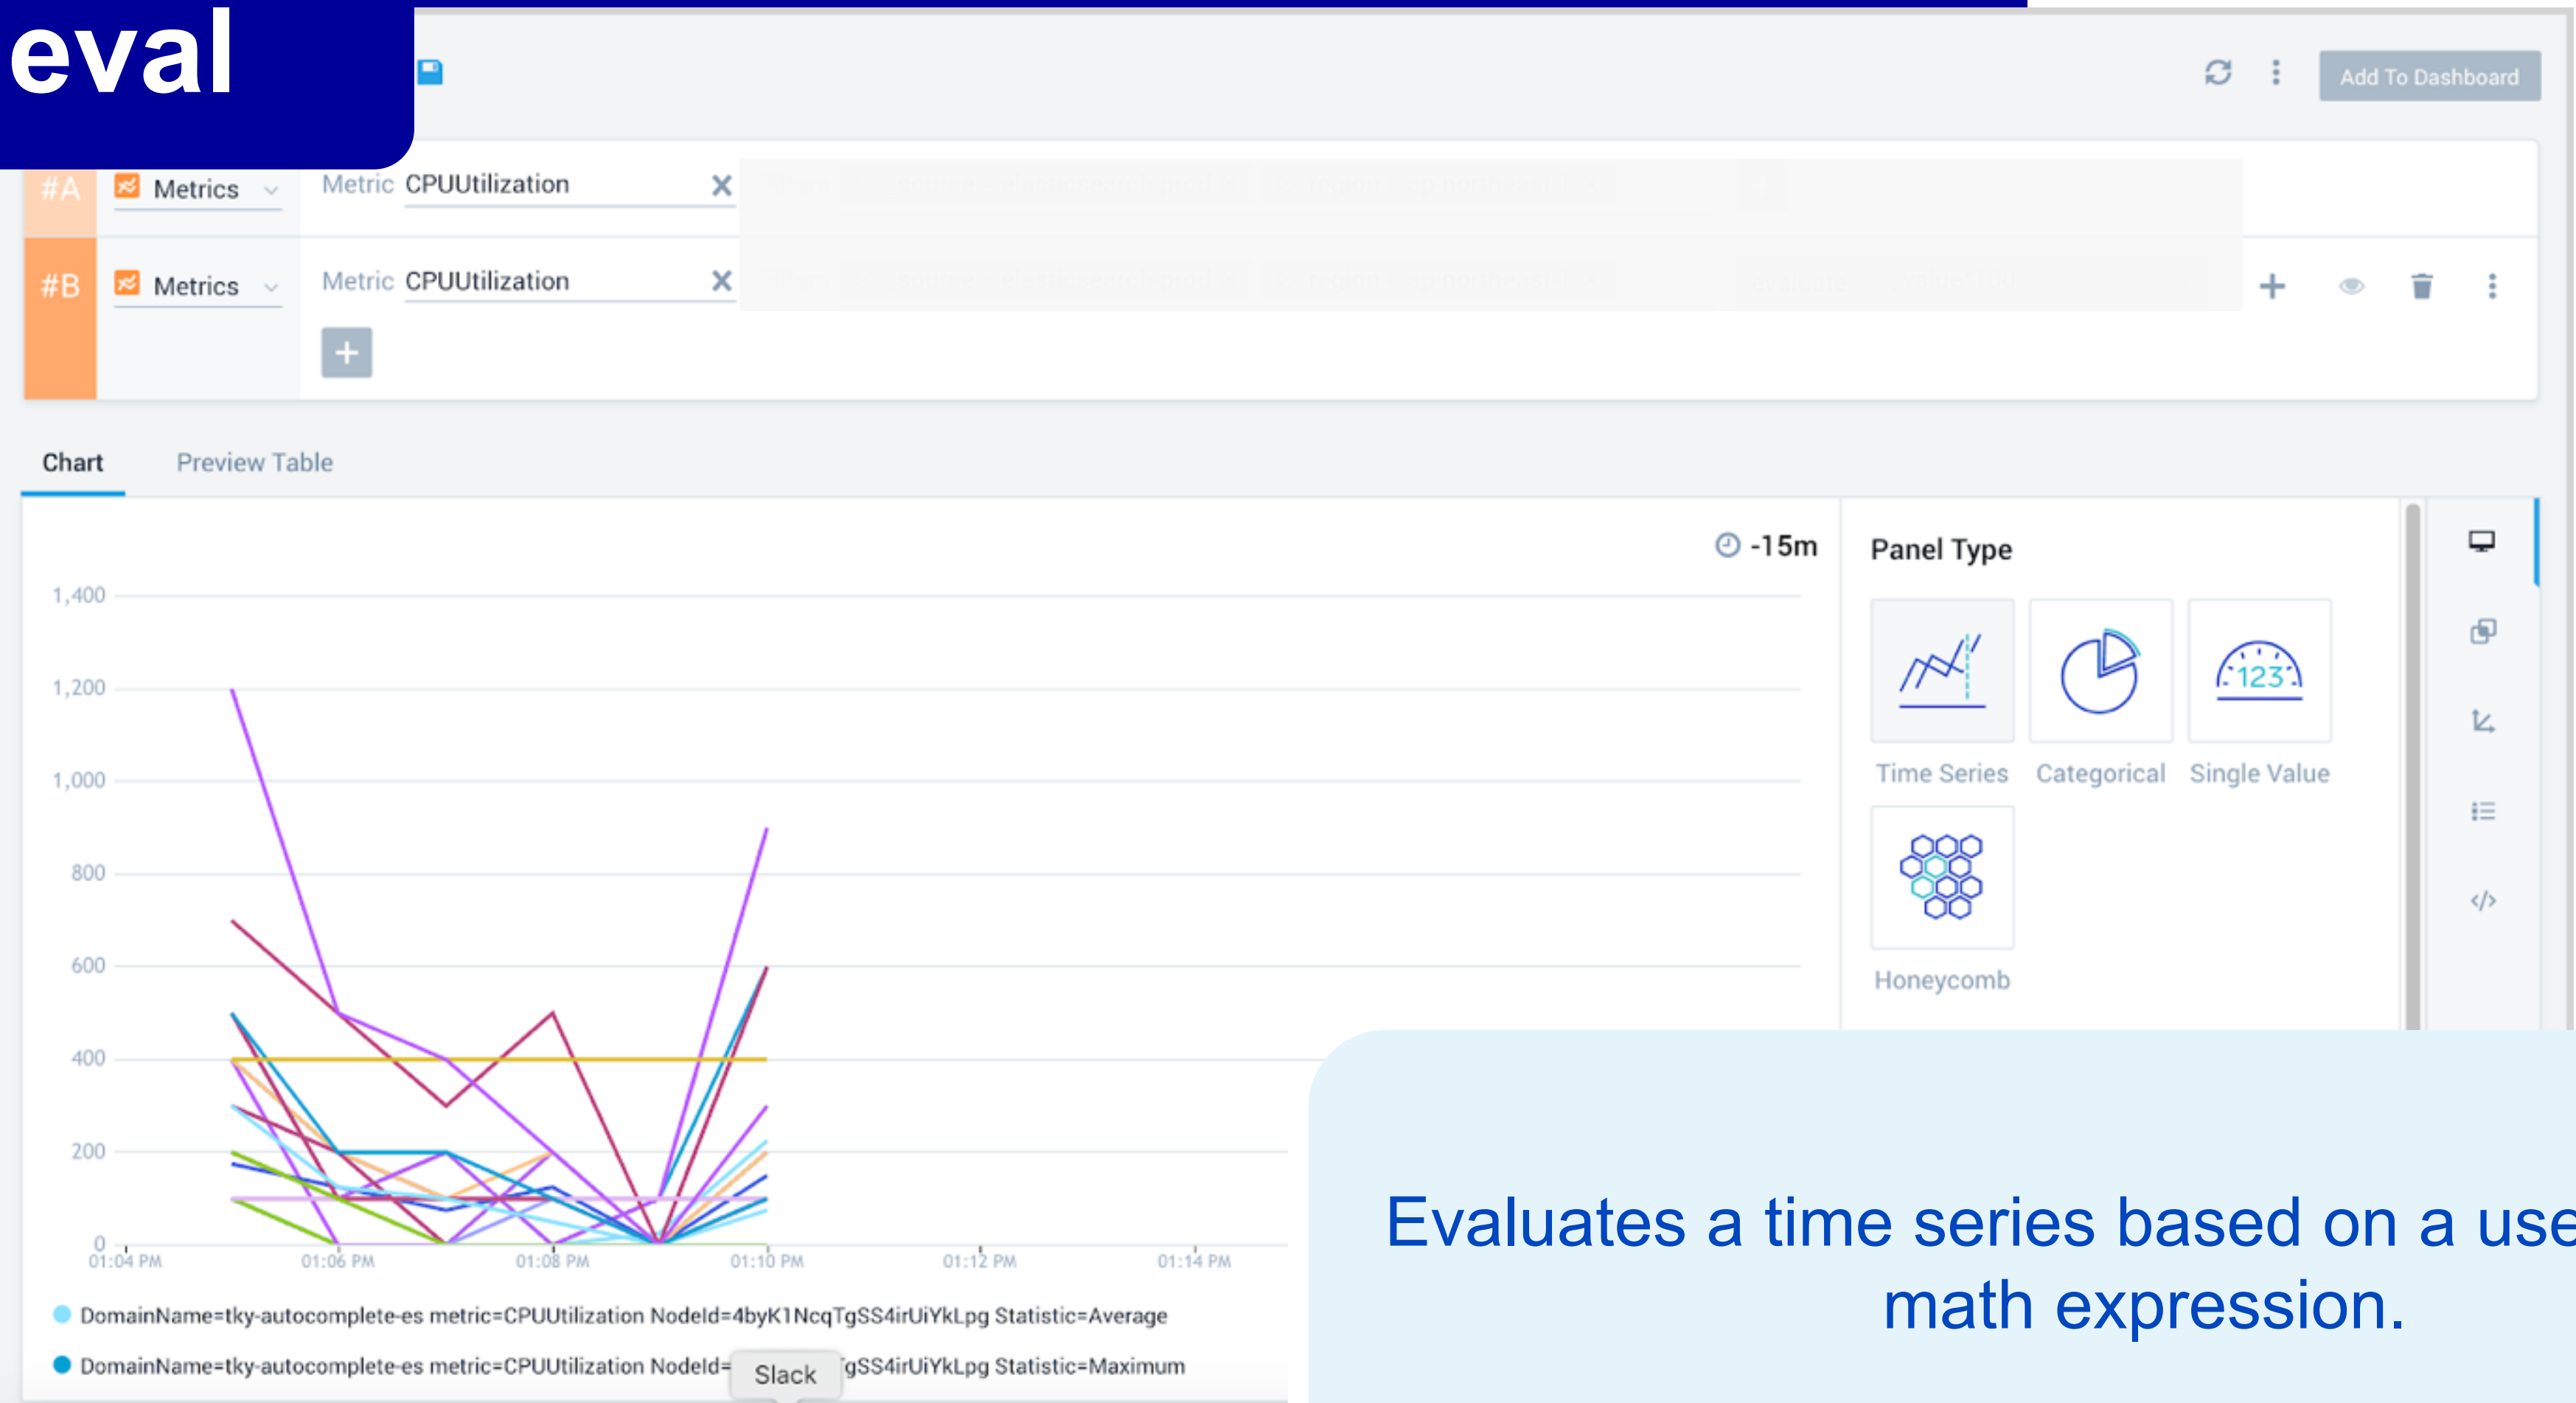 eval
Add To Dashboard
#A Metrics Metric CPUUtilization
#B Metrics Metric CPUUtilization
Chart Preview Table
-15m
Panel Type
1,400
1,200
1,000
800
600
400
200
0
01:04 PM 01:06 PM 01:08 PM 01:10 PM 01:12 PM 01:14 PM
123
Time Series Categorical Single Value
Honeycomb
DomainName=tky-autocomplete-es metric=CPUUtilization NodeId=4byK1NcqTgSS4irUiYkLpg Statistic=Average
DomainName=tky-autocomplete-es metric=CPUUtilization NodeId= Slack gSS4irUiYkLpg Statistic=Maximum
Evaluates a time series based on a use
math expression.